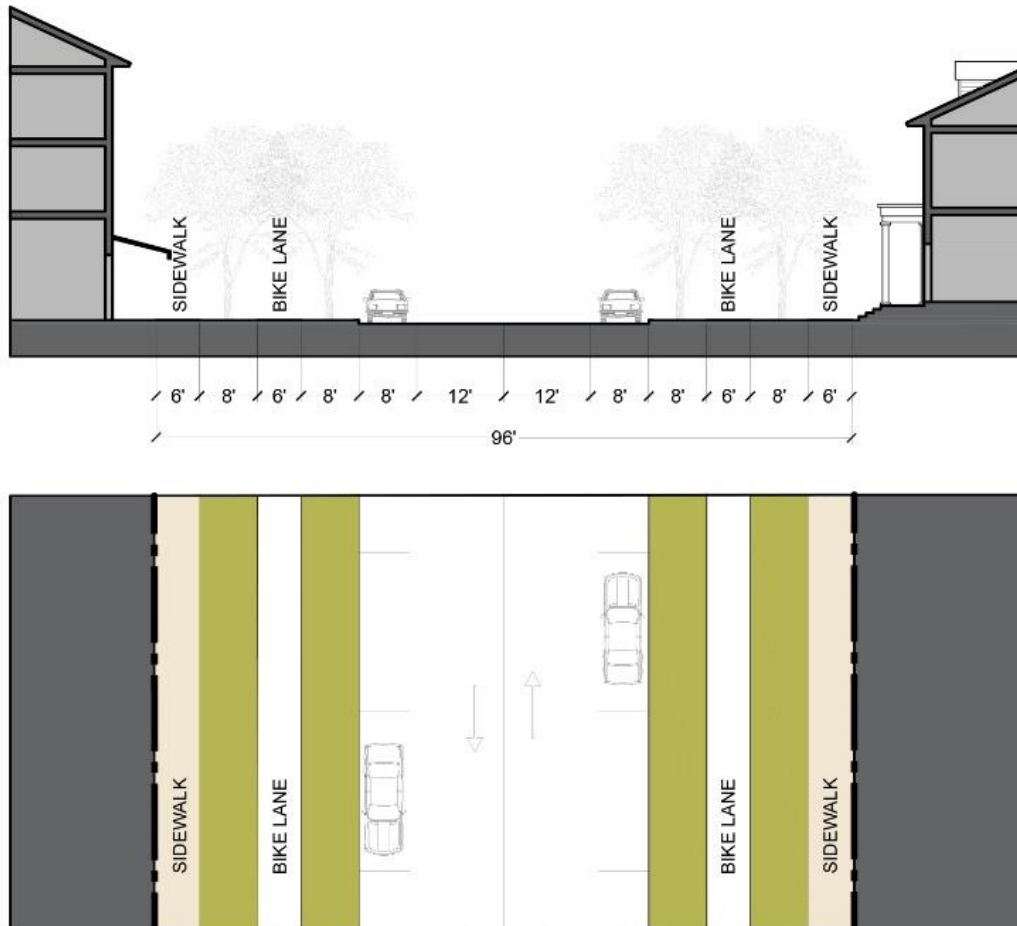 SIDEWALK
BIKE LANE
BIKE LANE
SIDEWALK
6' 8' 6' 8' 8' 12' 12' 8' 8' 6' 8' 6'
96'
SIDEWALK
BIKE LANE
BIKE LANE
SIDEWALK